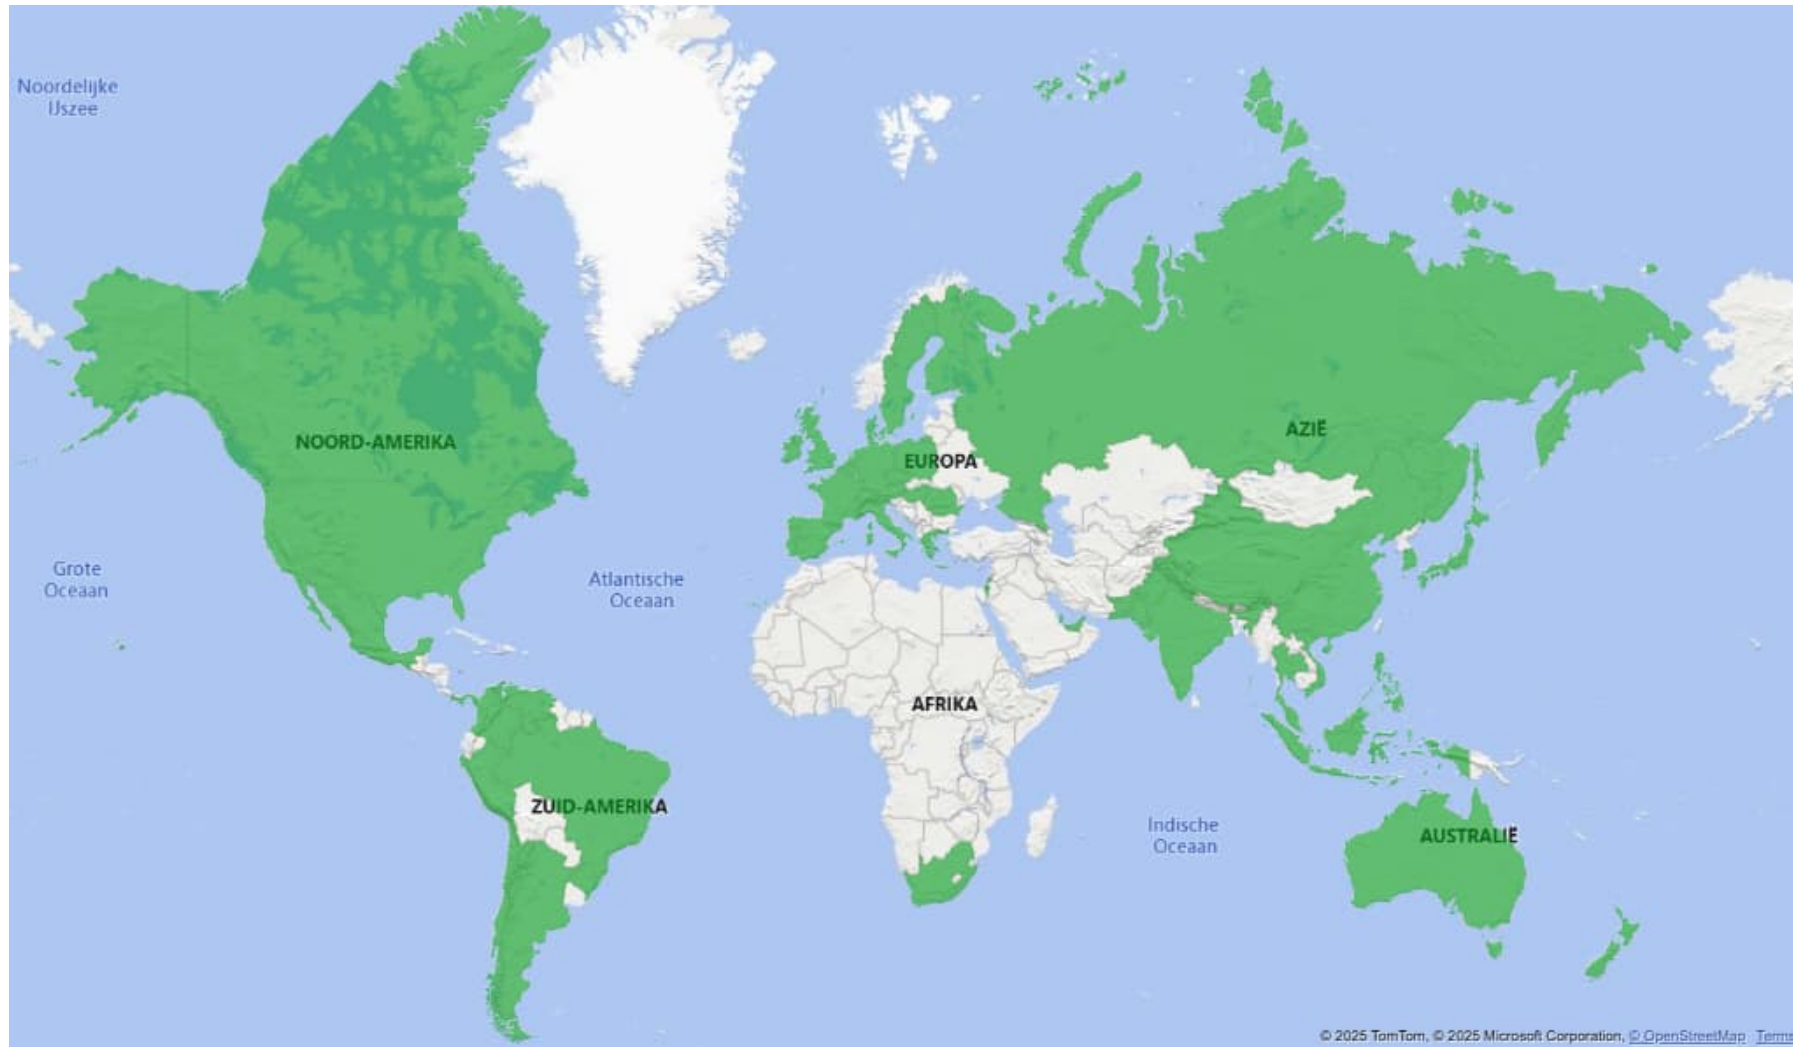 Noordelijke
IJszee
NOORD-AMERIKA
AZIË
EUROPA
Grote
Oceaan
Atlantische
Oceaan
AFRIKA
ZUID-AMERIKA
Indische
Oceaan
AUSTRALIË
© 2025 TomTom, © 2025 Microsoft Corporation, © OpenStreetMap Terms